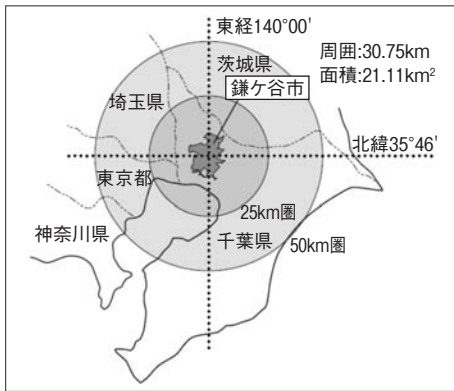 東経140°00'
周囲:30.75km
面積:21.11km²
茨城県
鎌ケ谷市
埼玉県
北緯35°46'
東京都
25km圏
神奈川県
千葉県
50km圏